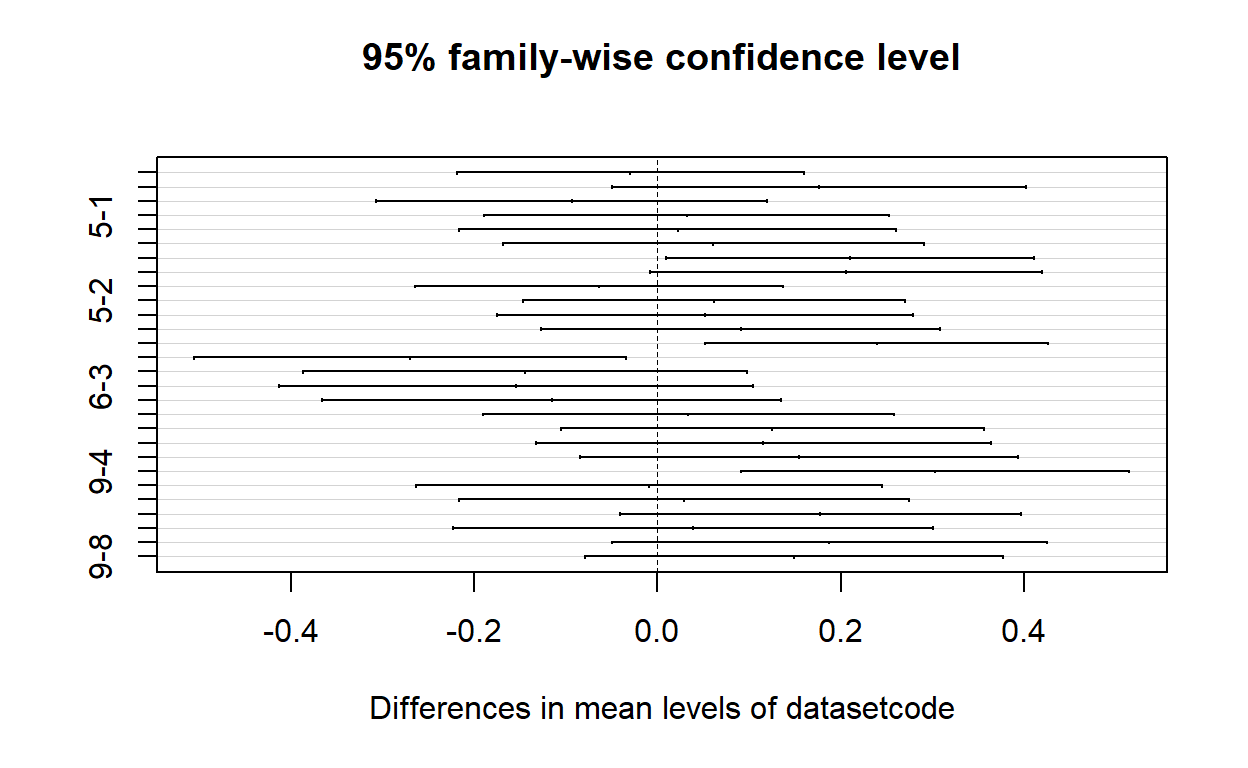 95% family-wise confidence level
5-1
5-2
6-3
9-4
9-8
-0.4 -0.2 0.0 0.2 0.4
Differences in mean levels of datasetcode